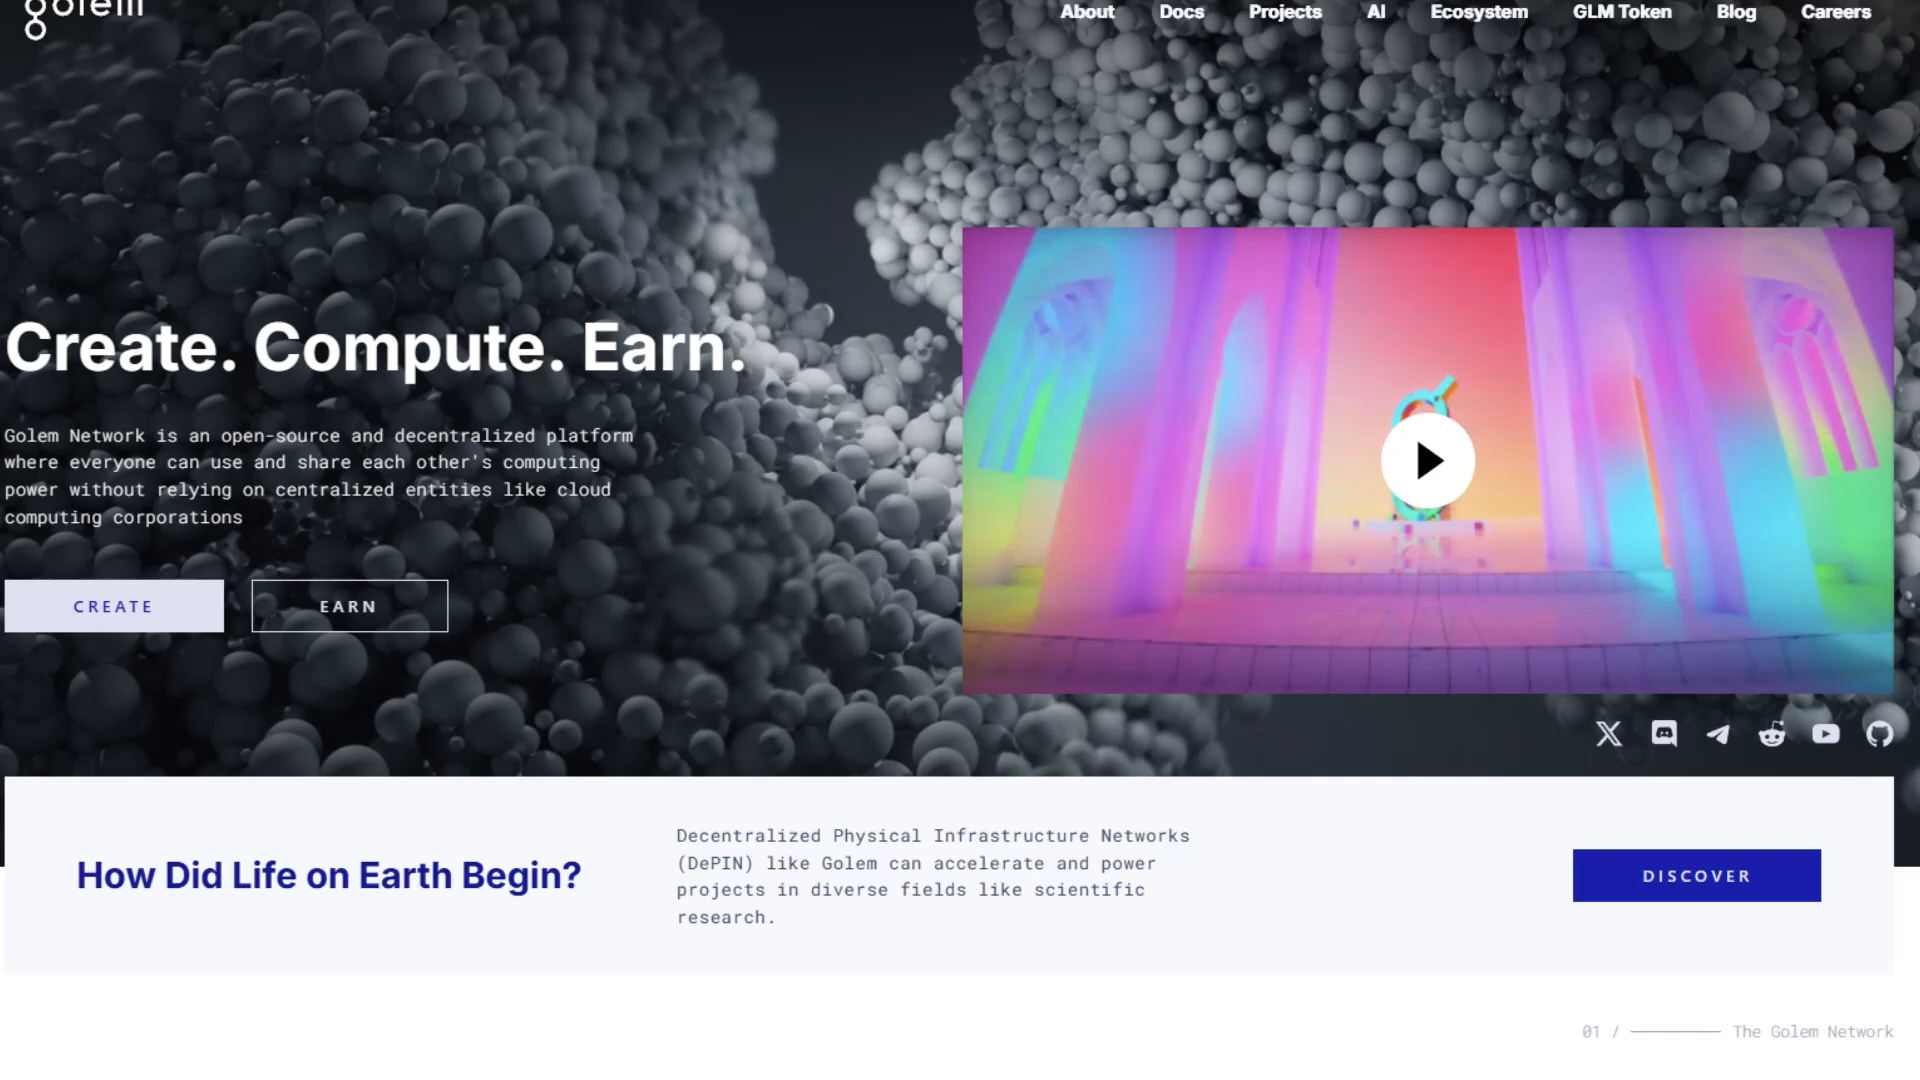 golem
About Docs Projects AI Ecosystem GLM Token Blog Careers
Create. Compute. Earn.
Golem Network is an open-source and decentralized platform
where everyone can use and share each other's computing
power without relying on centralized entities like cloud
computing corporations
CREATE EARN
How Did Life on Earth Begin?
Decentralized Physical Infrastructure Networks
(DePIN) like Golem can accelerate and power
projects in diverse fields like scientific
research.
DISCOVER
01 / The Golem Network